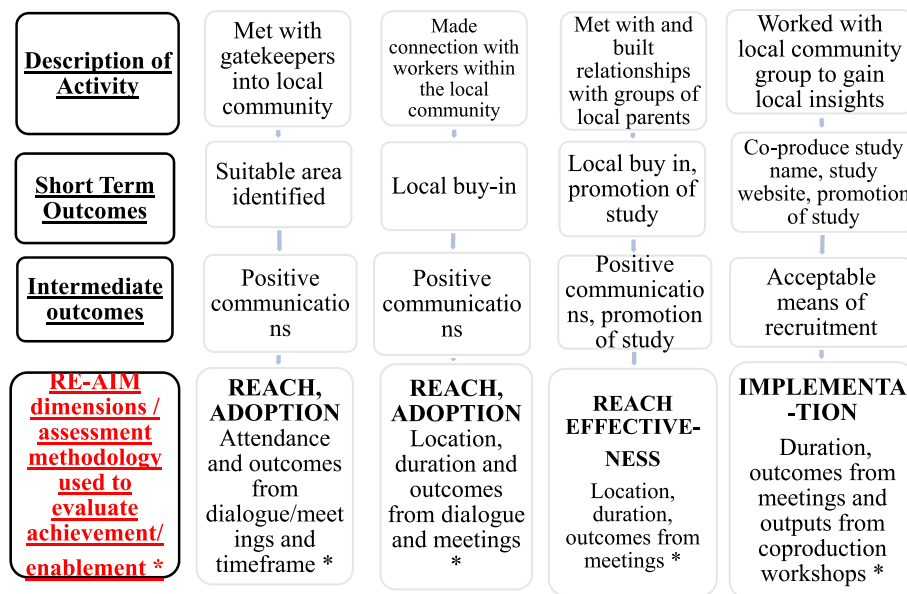 Description of
Activity
Met with
gatekeepers
into local
community
Made
connection with
workers within
the local
community
Met with and
built
relationships
with groups of
local parents
Worked with
local community
group to gain
local insights
Short Term
Outcomes
Suitable area
identified
Local buy-in
Local buy in,
promotion of
study
Co-produce study
name, study
website, promotion
of study
Intermediate
outcomes
Positive
communicatio
ns
Positive
communicatio
ns
Positive
communicatio
ns, promotion
of study
Acceptable
means of
recruitment
RE-AIM
dimensions /
assessment
methodology
used to
evaluate
achievement/
enablement *
REACH,
ADOPTION
Attendance
and outcomes
from
dialogue/meet
ings and
timeframe *
REACH,
ADOPTION
Location,
duration and
outcomes
from dialogue
and meetings
*
REACH
EFFECTIVE-
NESS
Location,
duration,
outcomes from
meetings *
IMPLEMENTA
-TION
Duration,
outcomes from
meetings and
outputs from
coproduction
workshops *